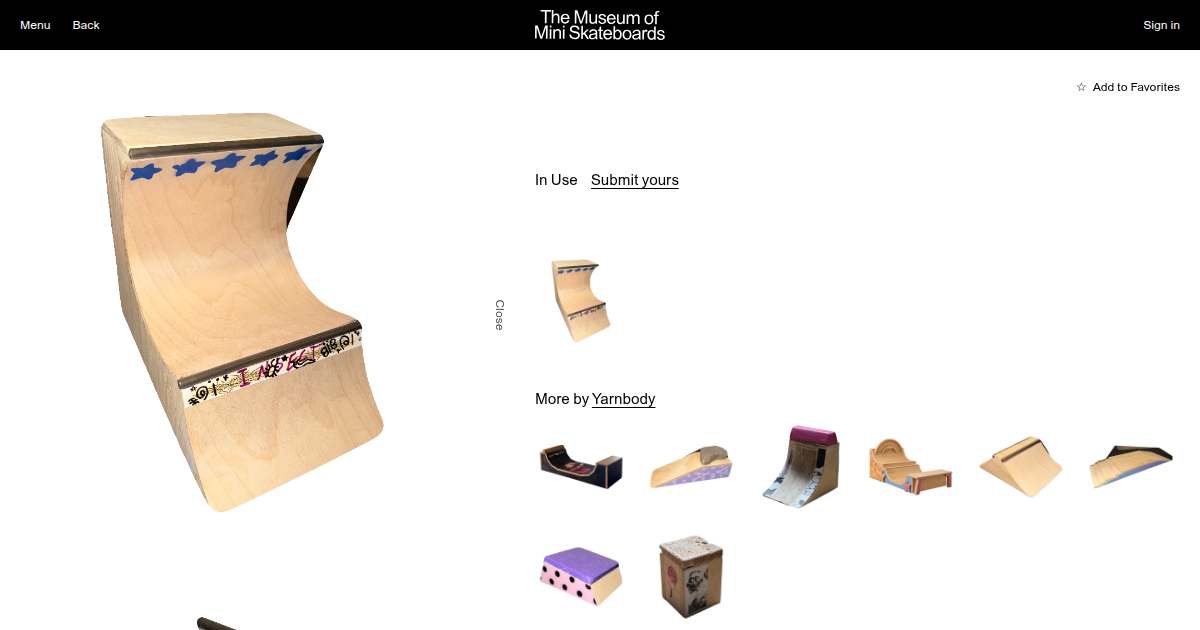 Menu
Back
The Museum of
Mini Skateboards
Sign in
☆ Add to Favorites
In Use Submit yours
INSECT
Close
More by Yarnbody